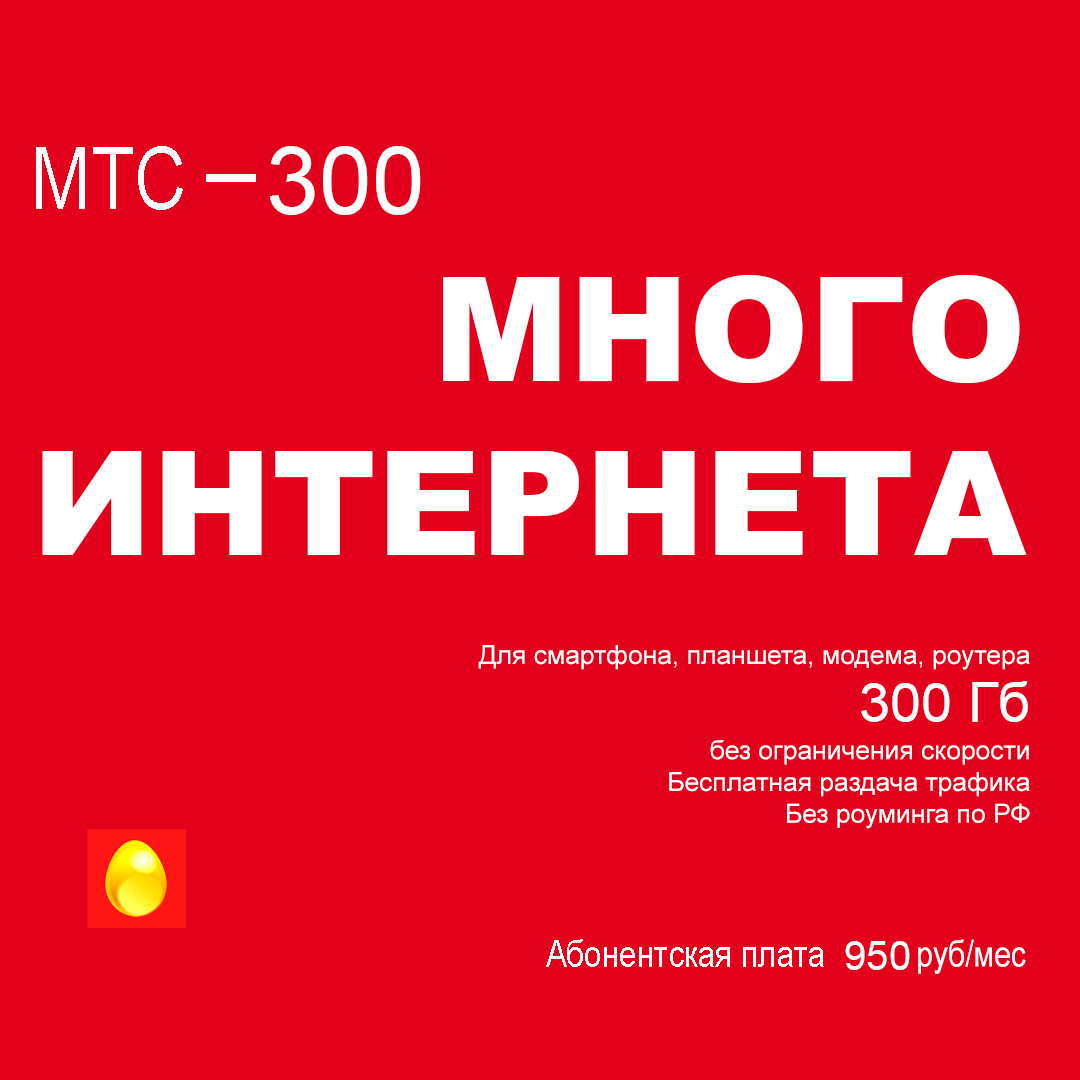 МТС –300
МНОГО
ИНТЕРНЕТА
Для смартфона, планшета, модема, роутера
300 Гб
без ограничения скорости
Бесплатная раздача трафика
Без роуминга по РФ
Абонентская плата 950 руб/мес